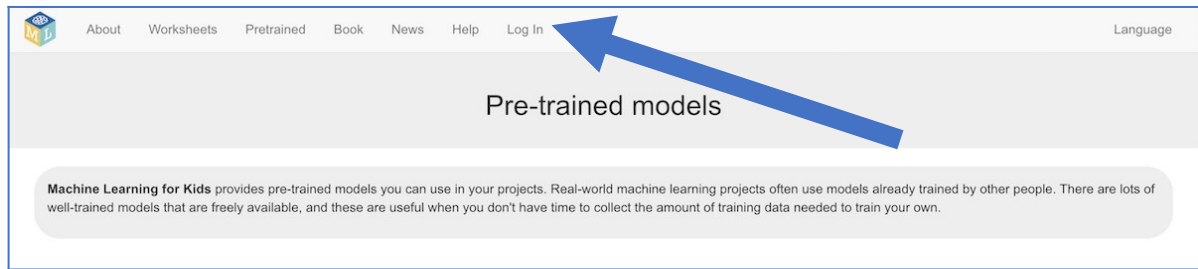 ML
About Worksheets Pretrained Book News Help Log In Language
Pre-trained models
Machine Learning for Kids provides pre-trained models you can use in your projects. Real-world machine learning projects often use models already trained by other people. There are lots of
well-trained models that are freely available, and these are useful when you don't have time to collect the amount of training data needed to train your own.